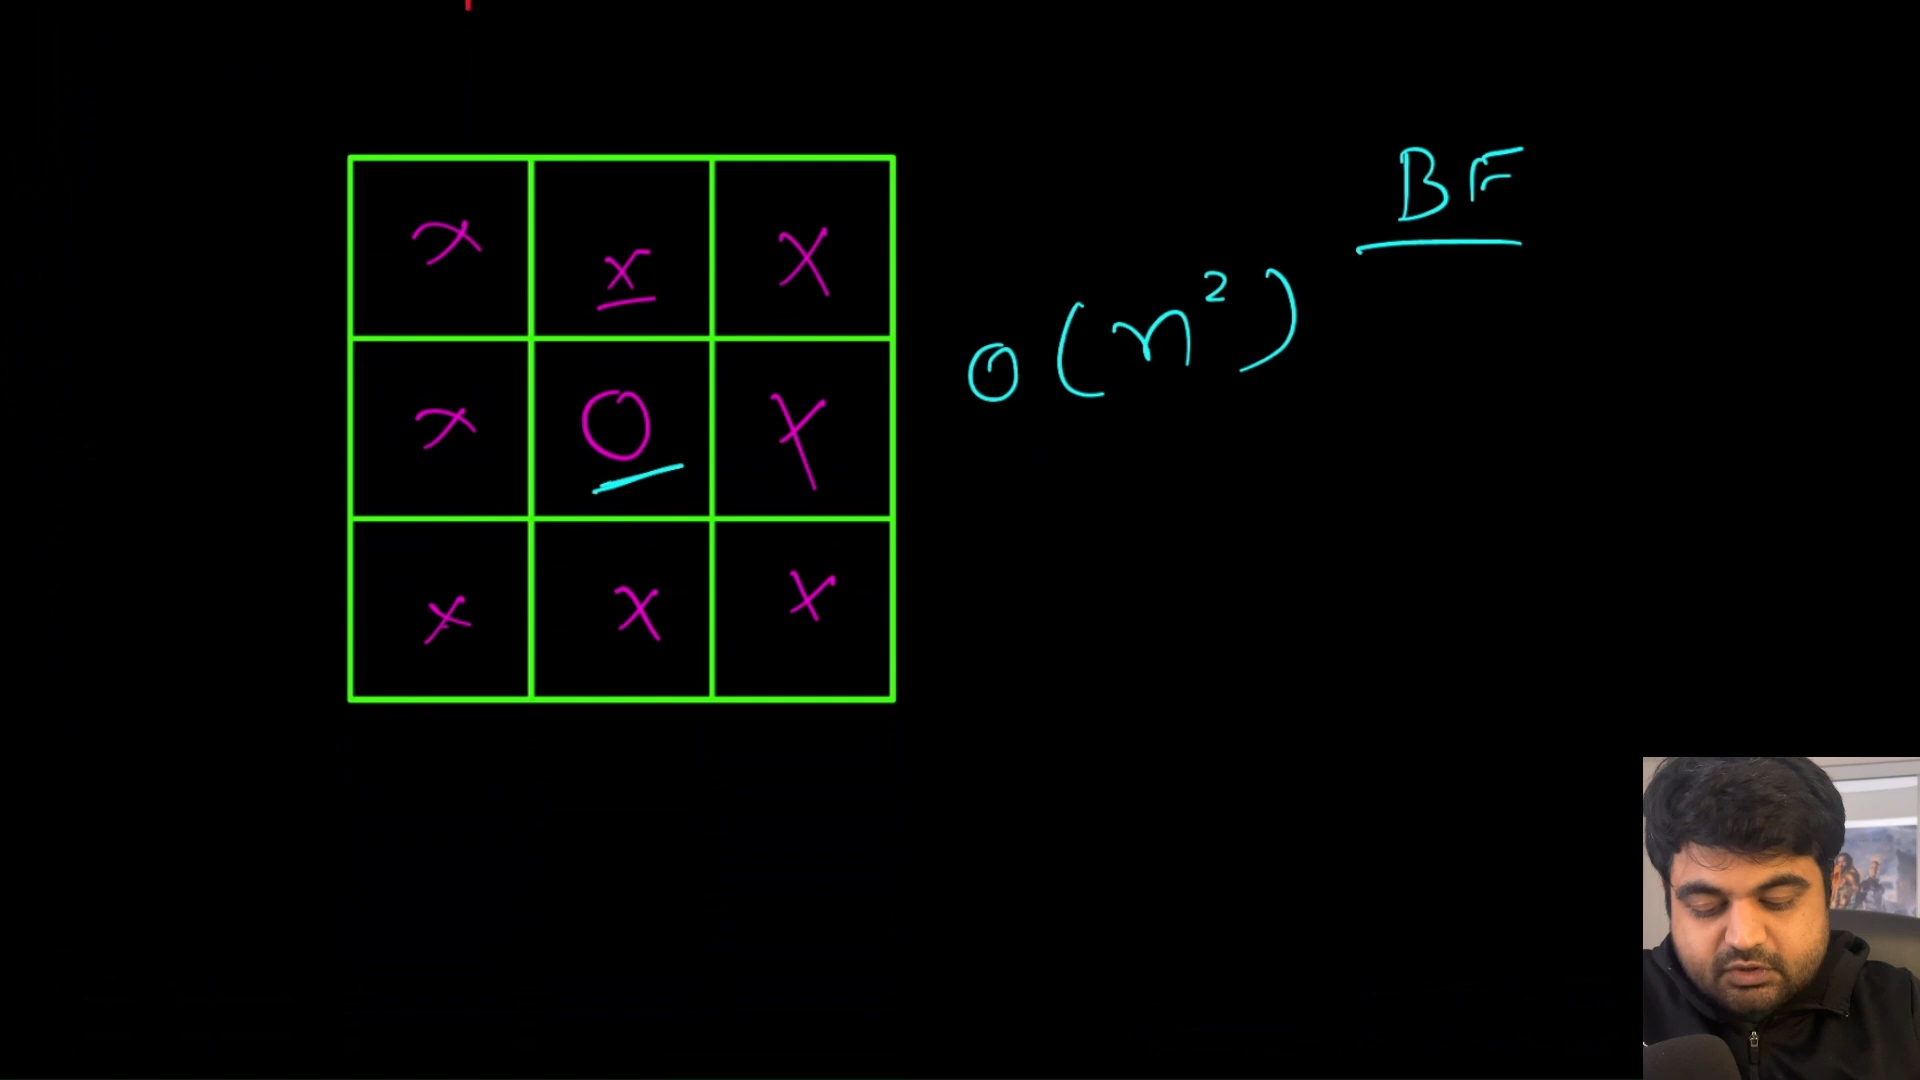 BF
x x x
O(n²)
x O x
x x x